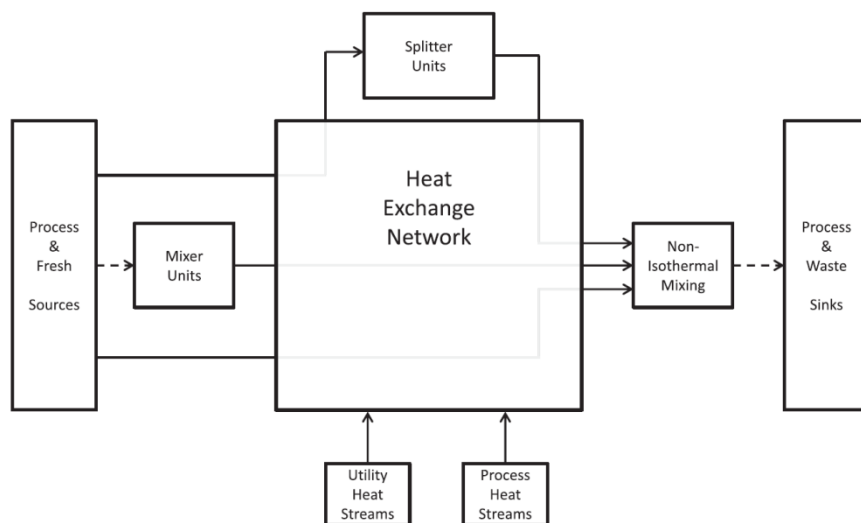 Splitter
Units
Process
&
Fresh
Sources
Mixer
Units
Heat
Exchange
Network
Non-
Isothermal
Mixing
Process
&
Waste
Sinks
Utility
Heat
Streams
Process
Heat
Streams